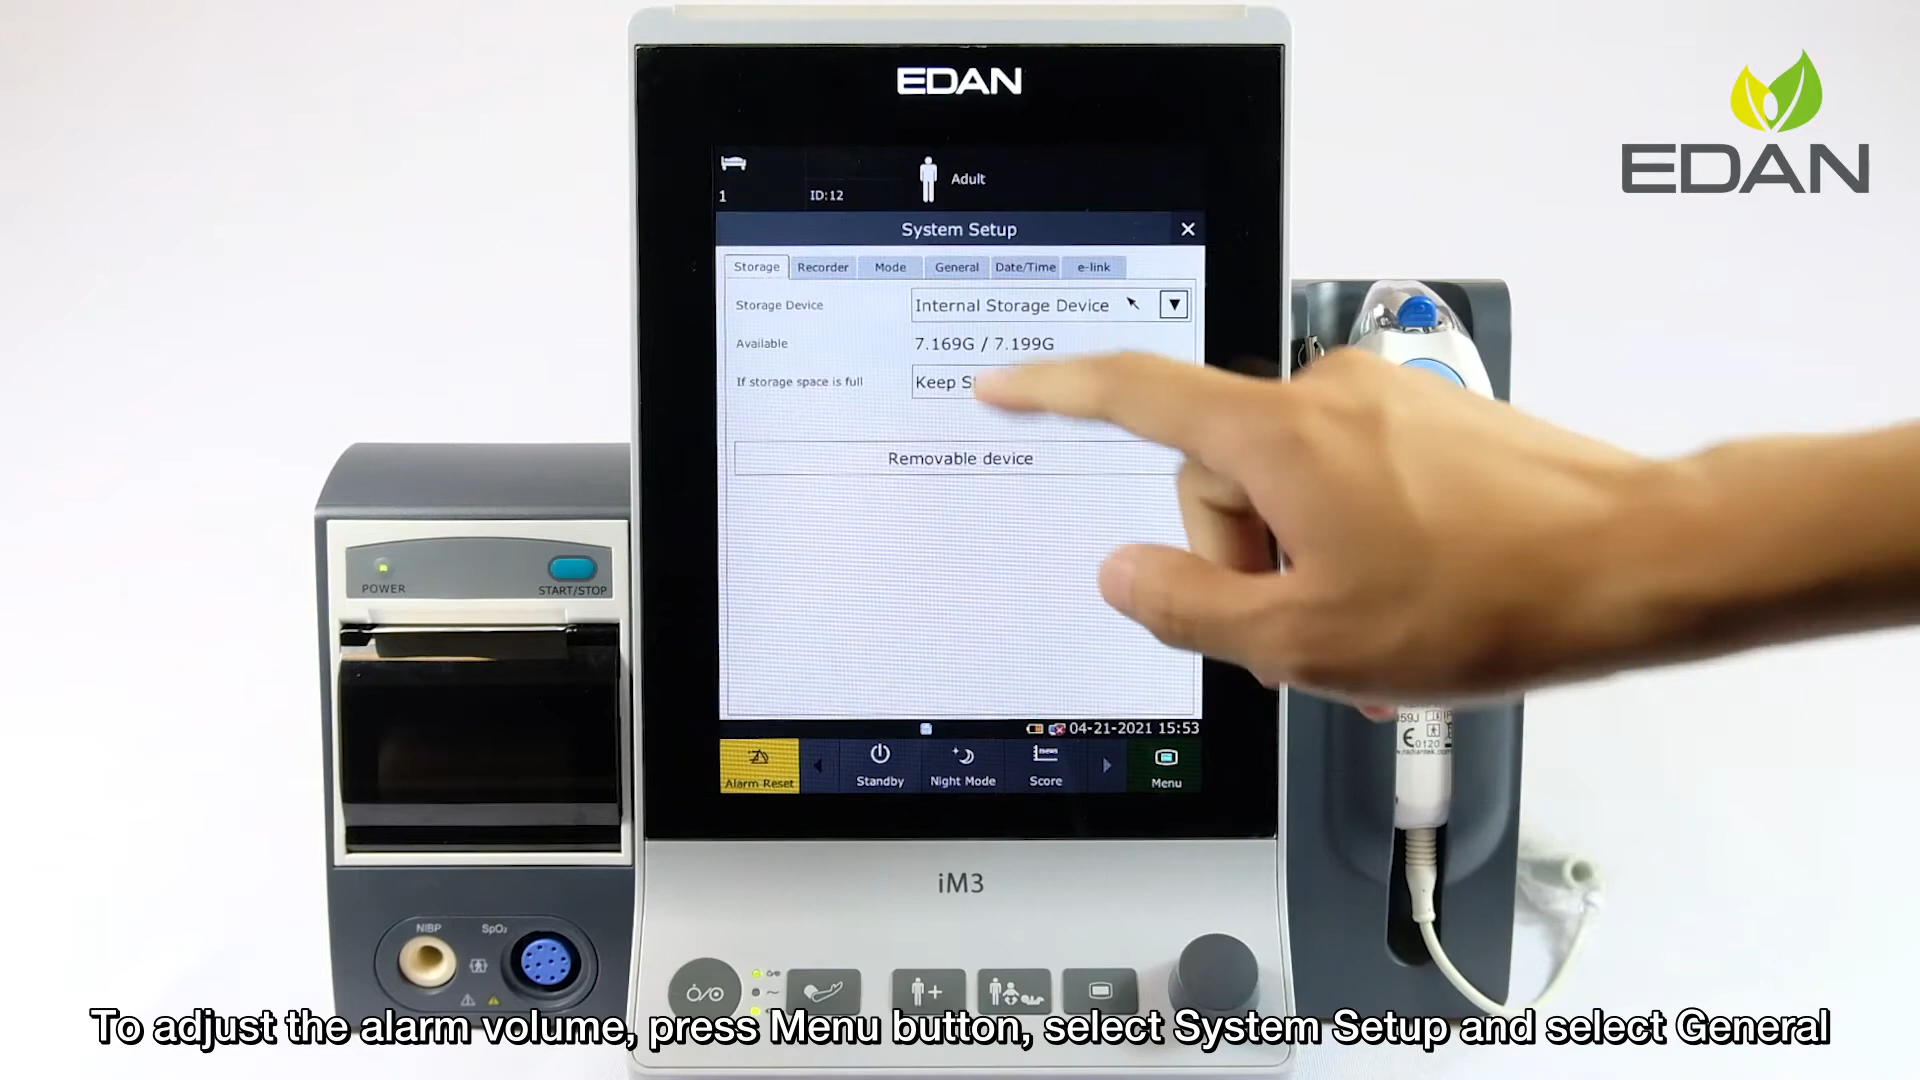 EDAN
EDAN
1
ID:12
Adult
System Setup
Storage
Recorder
Mode
General
Date/Time
e-link
Storage Device
Internal Storage Device
Available
7.169G / 7.199G
If storage space is full
Keep
Removable device
04-21-2021 15:53
Alarm Reset
Standby
Night Mode
Score
Menu
POWER
START/STOP
iM3
NIBP
SpO₂
CE0120
To adjust the alarm volume, press Menu button, select System Setup and select General